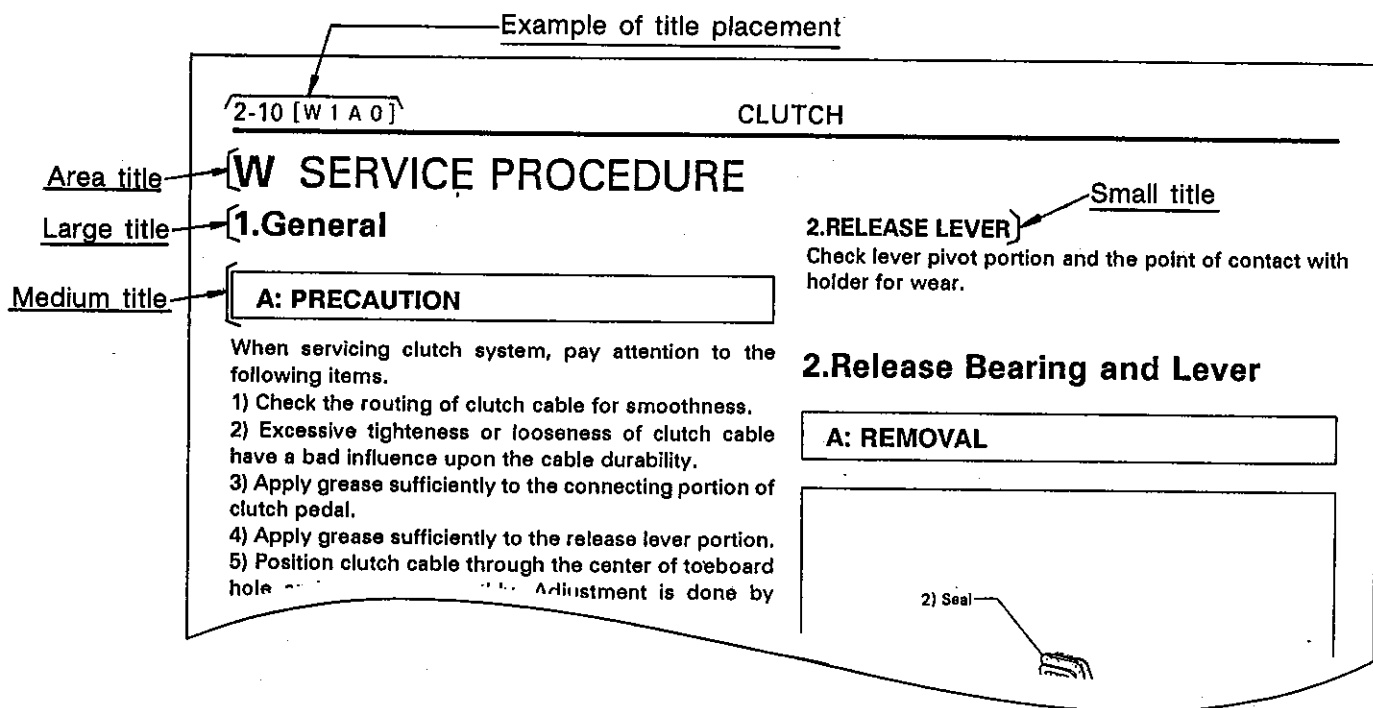 Example of title placement
2-10 [W1A0]
CLUTCH
Area title
W SERVICE PROCEDURE
Large title
1.General
Medium title
A: PRECAUTION
When servicing clutch system, pay attention to the
following items.
1) Check the routing of clutch cable for smoothness.
2) Excessive tighteness or looseness of clutch cable
have a bad influence upon the cable durability.
3) Apply grease sufficiently to the connecting portion of
clutch pedal.
4) Apply grease sufficiently to the release lever portion.
5) Position clutch cable through the center of toeboard
hole Adjustment is done by
Small title
2.RELEASE LEVER
Check lever pivot portion and the point of contact with
holder for wear.
2.Release Bearing and Lever
A: REMOVAL
2) Seal